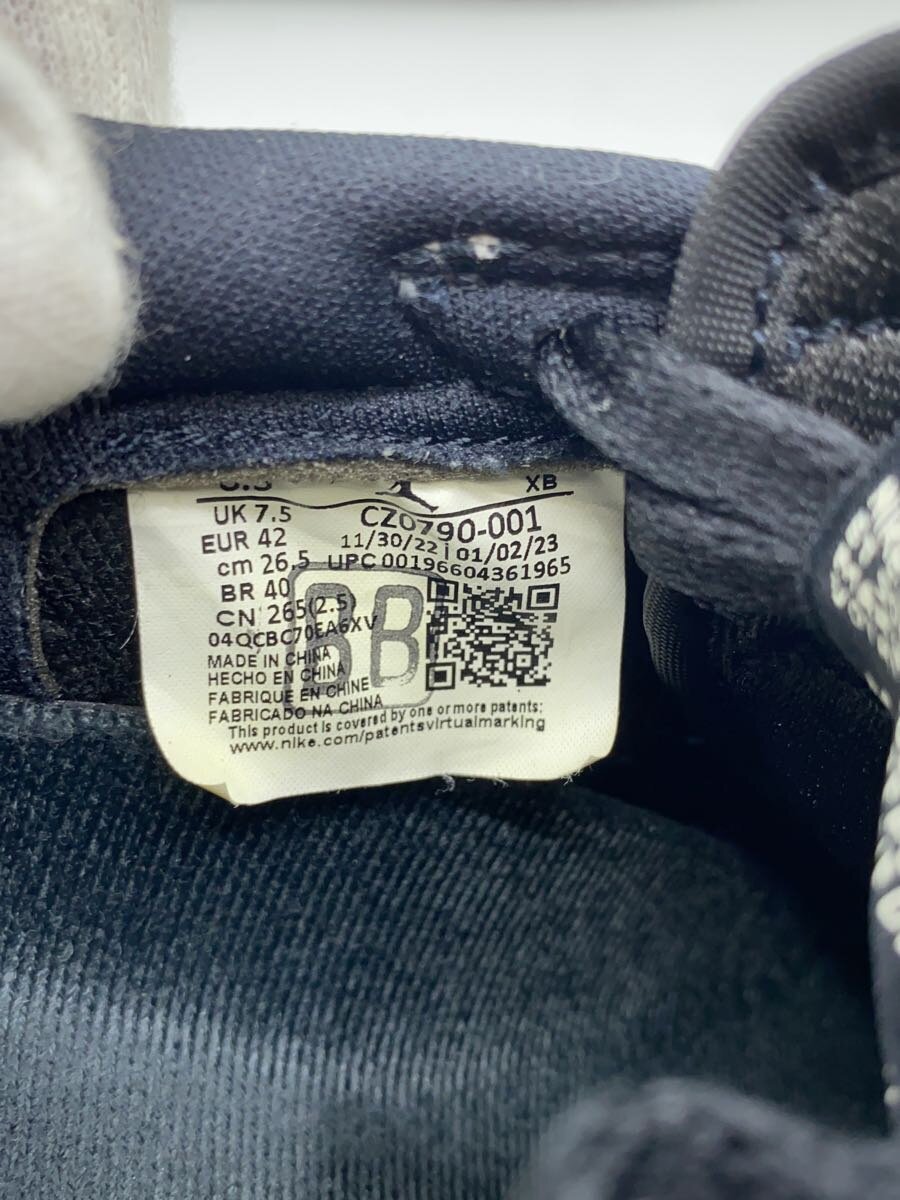 XB
UK 7.5
CZ0790-001
EUR 42
11/30/22 | 01/02/23
cm 26.5
UPC 00196604361965
BR 40
CN 265(2.5)
BB
04QCBC70EA6XV
MADE IN CHINA
HECHO EN CHINA
FABRIQUE EN CHINE
FABRICADO NA CHINA
This product is covered by one or more patents:
www.nike.com/patentsvirtualmarking